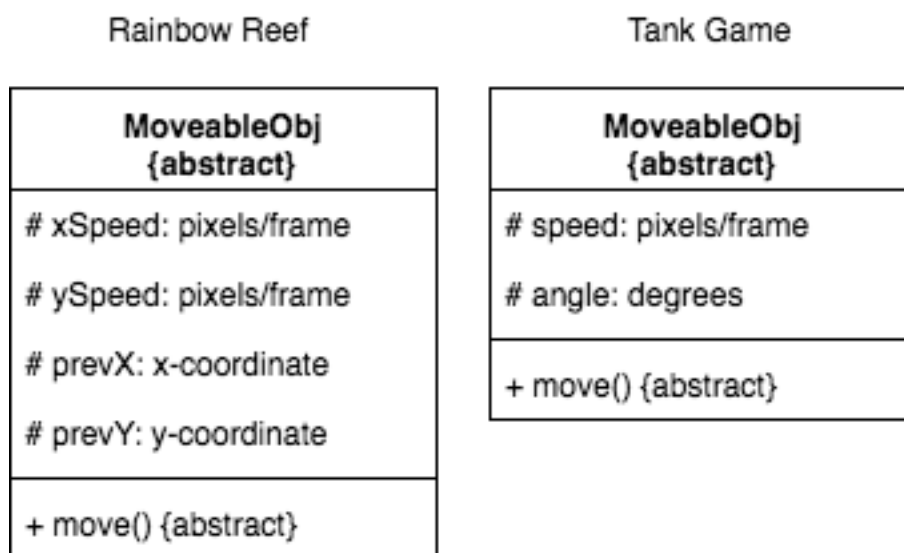 Rainbow Reef
MoveableObj
{abstract}
# xSpeed: pixels/frame
# ySpeed: pixels/frame
# prevX: x-coordinate
# prevY: y-coordinate
+ move() {abstract}
Tank Game
MoveableObj
{abstract}
# speed: pixels/frame
# angle: degrees
+ move() {abstract}